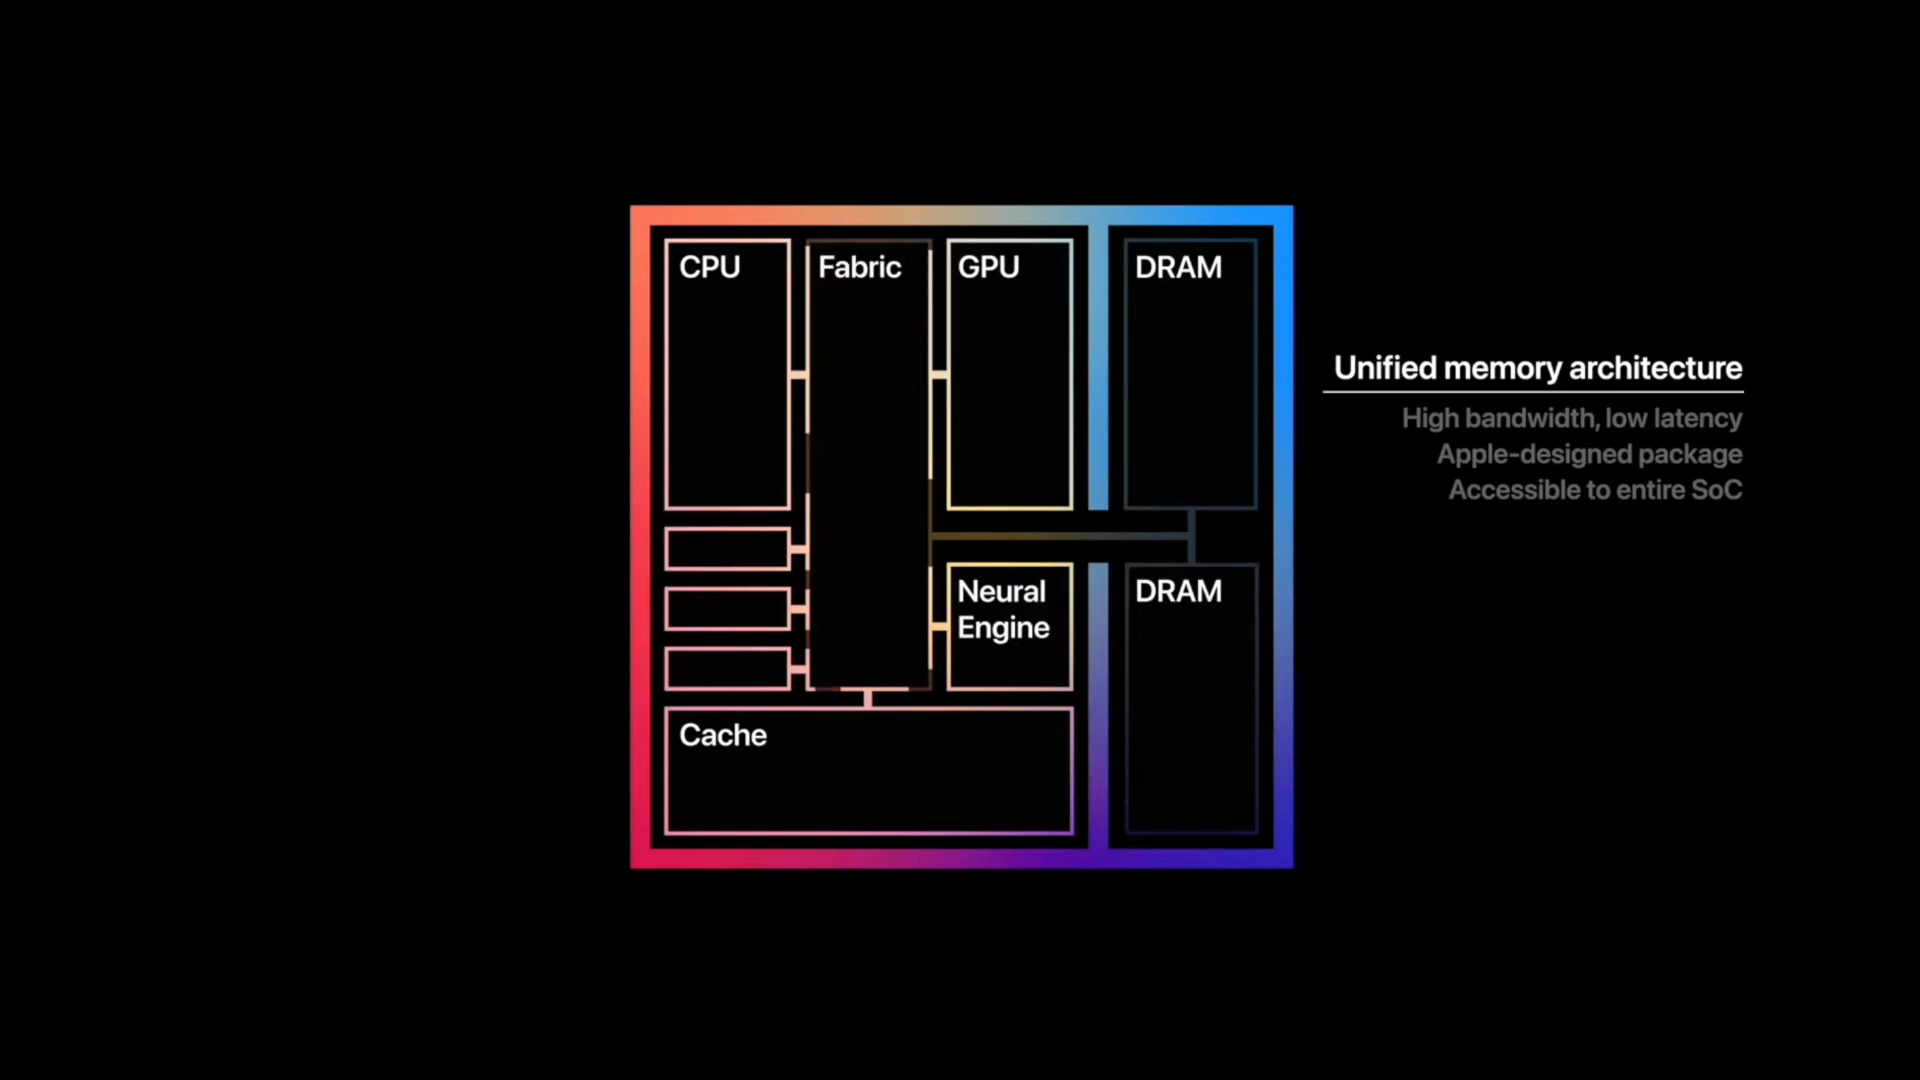 CPU
Fabric
GPU
DRAM
Unified memory architecture
High bandwidth, low latency
Apple-designed package
Accessible to entire SoC
Neural
Engine
DRAM
Cache